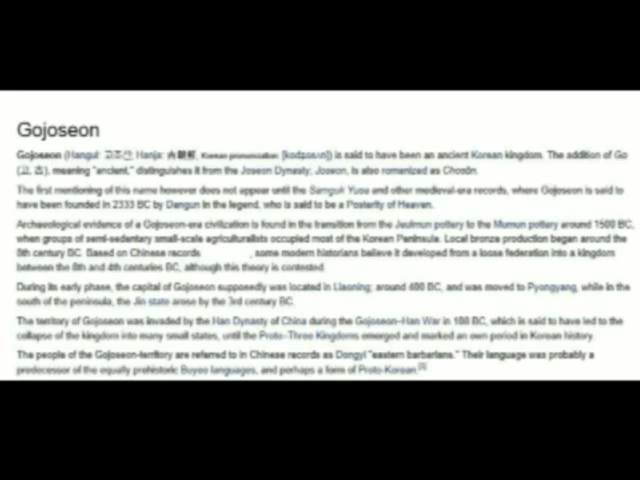 Gojoseon
Gojoseon (Hangul: 고조선; Hanja: 朝鮮; Korean pronunciation: ) is said to have been an ancient Korean kingdom. The addition of Go
(고, 古), meaning "ancient," distinguishes it from the Joseon Dynasty; Joseon, is also romanized as Chosŏn.
The first mentioning of this name however does not appear until the Samguk Yusa and other medieval-era records, where Gojoseon is said to
have been founded in 2333 BC by Dangun in the legend, who is said to be a Posterity of Heaven.
Archaeological evidence of a Gojoseon-era civilization is found in the transition from the Jeulmun pottery to the Mumun pottery around 1500 BC,
when groups of semi-sedentary small-scale agriculturalists occupied most of the Korean Peninsula. Local bronze production began around the
8th century BC. Based on Chinese records , some modern historians believe it developed from a loose federation into a kingdom
between the 8th and 4th centuries BC, although this theory is contested.
During its early phase, the capital of Gojoseon supposedly was located in Liaoning; around 400 BC, and was moved to Pyongyang, while in the
south of the peninsula, the Jin state arose by the 3rd century BC.
The territory of Gojoseon was invaded by the Han Dynasty of China during the Gojoseon–Han War in 108 BC, which is said to have led to the
collapse of the kingdom into many small states, until the Proto–Three Kingdoms emerged and marked an own period in Korean history.
The people of the Gojoseon-territory are referred to in Chinese records as Dongyi "eastern barbarians." Their language was probably a
predecessor of the equally prehistoric Buyeo languages, and perhaps a form of Proto-Korean.